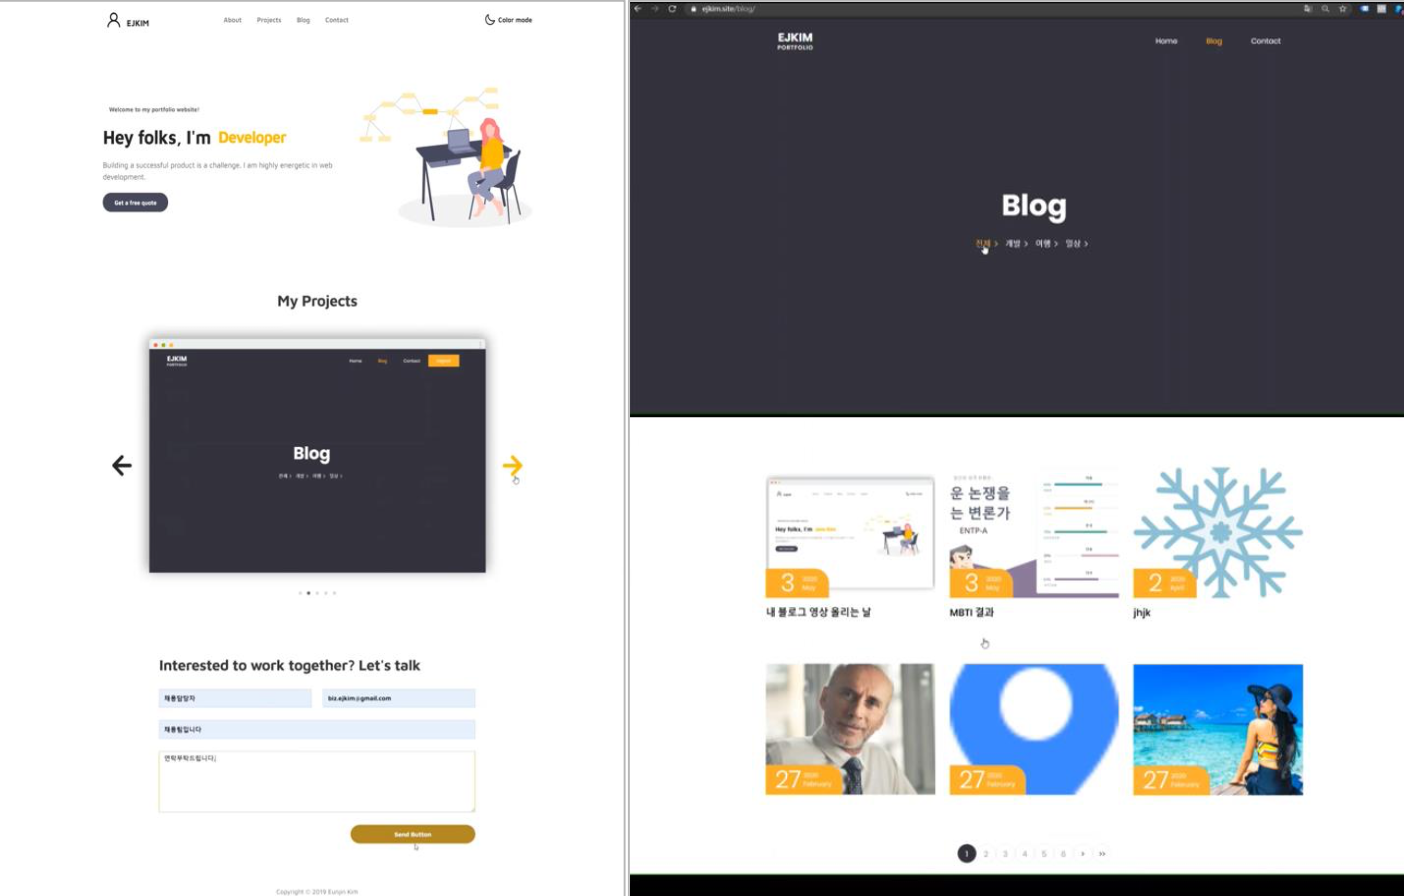 EJKIM
About
Projects
Blog
Contact
Color mode
Welcome to my portfolio website!
Hey folks, I'm Developer
Building a successful product is a challenge. I am highly energetic in web
development.
Get a free quote
My Projects
EJKIM
PORTFOLIO
Home
Blog
Contact
Blog
전체 >
개발 >
여행 >
일상 >
Interested to work together? Let's talk
채용담당자
biz.ejkim@gmail.com
채용팀입니다
연락부탁드립니다.
Send Button
Copyright © 2019 Eunjin Kim
ejkim.site/blog/
EJKIM
PORTFOLIO
Home
Blog
Contact
Blog
전체 >
개발 >
여행 >
일상 >
EJKIM
Hey folks, I'm
3
2020
May
내 블로그 영상 올리는 날
운 논쟁을
는 변론가
ENTP-A
3
2020
May
MBTI 결과
2
2020
April
jhjk
27
2020
February
27
2020
February
27
2020
February
1
2
3
4
5
6
>
>>